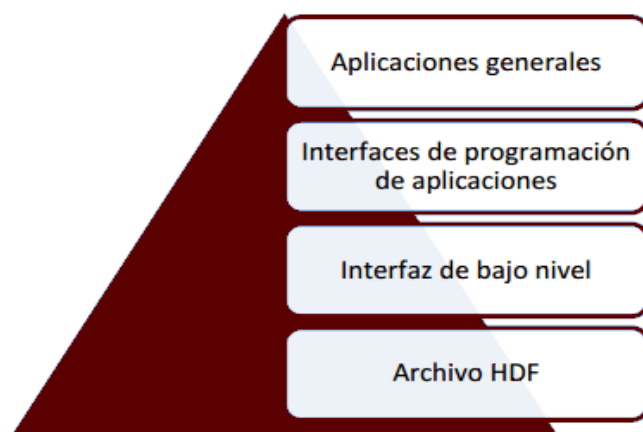 Aplicaciones generales
Interfaces de programación
de aplicaciones
Interfaz de bajo nivel
Archivo HDF